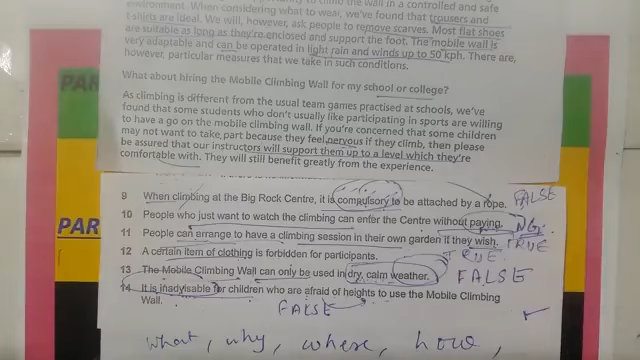 to climb the wall in a controlled and safe
environment. When considering what to wear, we've found that trousers and
t-shirts are ideal. We will, however, ask people to remove scarves. Most flat shoes
are suitable as long as they're enclosed and support the foot. The mobile wall is
very adaptable and can be operated in light rain and winds up to 50 kph. There are,
however, particular measures that we take in such conditions.
What about hiring the Mobile Climbing Wall for my school or college?
As climbing is different from the usual team games practised at schools, we've
found that some students who don't usually like participating in sports are willing
to have a go on the mobile climbing wall. If you're concerned that some children
may not want to take part because they feel nervous if they climb, then please
be assured that our instructors will support them up to a level which they're
comfortable with. They will still benefit greatly from the experience.
PAR
PAR
9 When climbing at the Big Rock Centre, it is compulsory to be attached by a rope. FALSE
10 People who just want to watch the climbing can enter the Centre without paying. NG
11 People can arrange to have a climbing session in their own garden if they wish. TRUE
12 A certain item of clothing is forbidden for participants. TRUE
13 The Mobile Climbing Wall can only be used in dry, calm weather. FALSE
14 It is inadvisable for children who are afraid of heights to use the Mobile Climbing
Wall. FALSE
what, why, where, how,